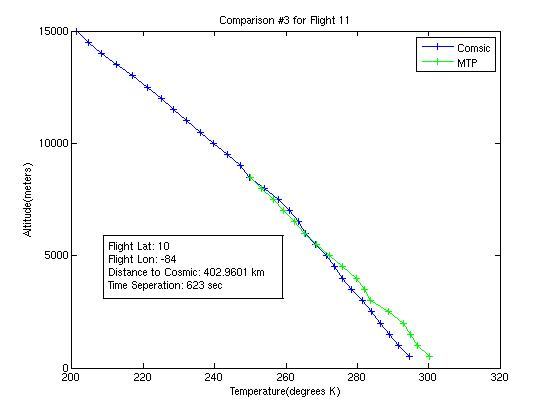 Comparison #3 for Flight 11
15000
10000
5000
0
Altitude(meters)
Comsic
MTP
Flight Lat: 10
Flight Lon: -84
Distance to Cosmic: 402.9601 km
Time Seperation: 623 sec
200 220 240 260 280 300 320
Temperature(degrees K)